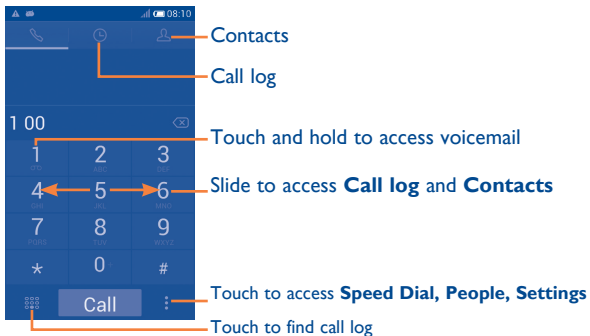 08:10
Contacts
Call log
1 00
Touch and hold to access voicemail
1 2 3
ABC DEF
Slide to access Call log and Contacts
4 5 6
GHI JKL MNO
7 8 9
PQRS TUV WXYZ
* 0 #
Touch to access Speed Dial, People, Settings
Call
Touch to find call log